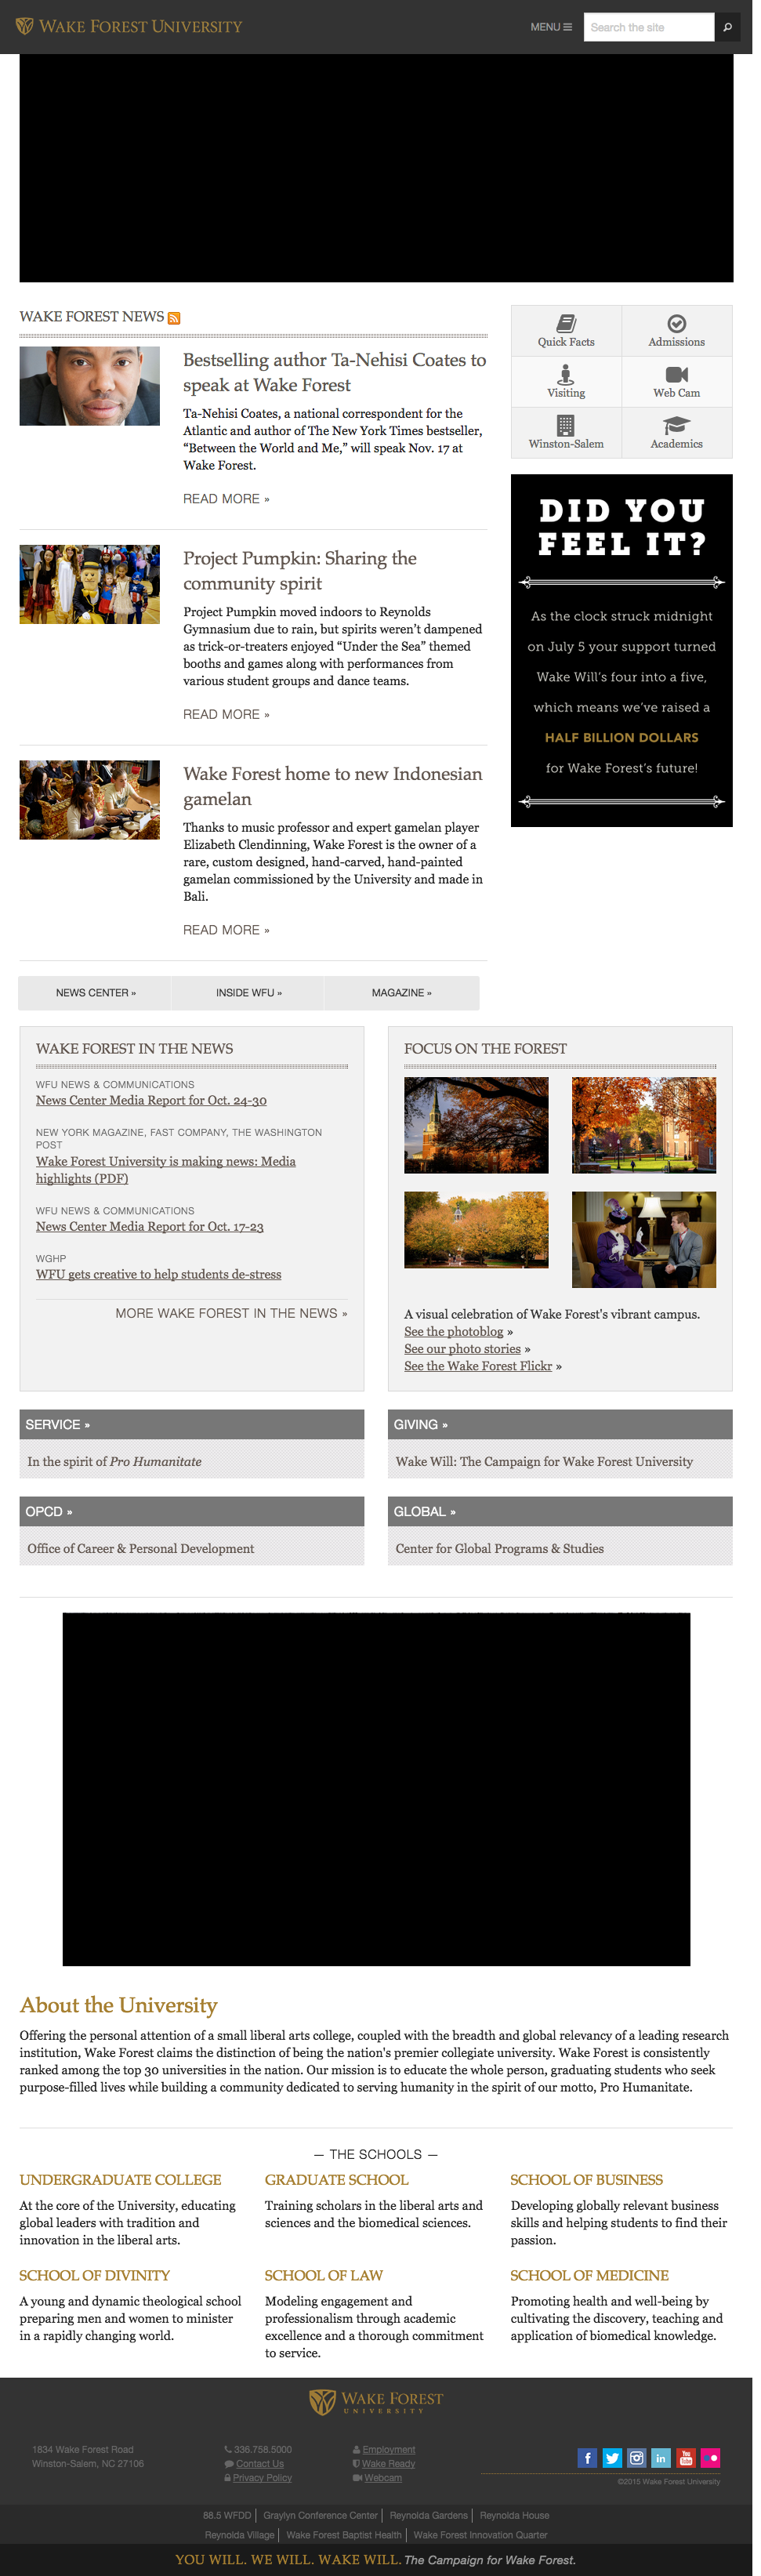 WAKE FOREST UNIVERSITY
MENU
Search the site
WAKE FOREST NEWS
Bestselling author Ta-Nehisi Coates to
speak at Wake Forest
Ta-Nehisi Coates, a national correspondent for the
Atlantic and author of The New York Times bestseller,
“Between the World and Me,” will speak Nov. 17 at
Wake Forest.
READ MORE »
Project Pumpkin: Sharing the
community spirit
Project Pumpkin moved indoors to Reynolds
Gymnasium due to rain, but spirits weren’t dampened
as trick-or-treaters enjoyed “Under the Sea” themed
booths and games along with performances from
various student groups and dance teams.
READ MORE »
Wake Forest home to new Indonesian
gamelan
Thanks to music professor and expert gamelan player
Elizabeth Clendinning, Wake Forest is the owner of a
rare, custom designed, hand-carved, hand-painted
gamelan commissioned by the University and made in
Bali.
READ MORE »
NEWS CENTER » INSIDE WFU » MAGAZINE »
Quick Facts Admissions
Visiting Web Cam
Winston-Salem Academics
DID YOU
FEEL IT?
As the clock struck midnight
on July 5 your support turned
Wake Will’s four into a five,
which means we’ve raised a
HALF BILLION DOLLARS
for Wake Forest’s future!
WAKE FOREST IN THE NEWS
WFU NEWS & COMMUNICATIONS
News Center Media Report for Oct. 24-30
NEW YORK MAGAZINE, FAST COMPANY, THE WASHINGTON
POST
Wake Forest University is making news: Media
highlights (PDF)
WFU NEWS & COMMUNICATIONS
News Center Media Report for Oct. 17-23
WGHP
WFU gets creative to help students de-stress
MORE WAKE FOREST IN THE NEWS »
FOCUS ON THE FOREST
A visual celebration of Wake Forest's vibrant campus.
See the photoblog »
See our photo stories »
See the Wake Forest Flickr »
SERVICE »
In the spirit of Pro Humanitate
GIVING »
Wake Will: The Campaign for Wake Forest University
OPCD »
Office of Career & Personal Development
GLOBAL »
Center for Global Programs & Studies
About the University
Offering the personal attention of a small liberal arts college, coupled with the breadth and global relevancy of a leading research
institution, Wake Forest claims the distinction of being the nation's premier collegiate university. Wake Forest is consistently
ranked among the top 30 universities in the nation. Our mission is to educate the whole person, graduating students who seek
purpose-filled lives while building a community dedicated to serving humanity in the spirit of our motto, Pro Humanitate.
— THE SCHOOLS —
UNDERGRADUATE COLLEGE
At the core of the University, educating
global leaders with tradition and
innovation in the liberal arts.
GRADUATE SCHOOL
Training scholars in the liberal arts and
sciences and the biomedical sciences.
SCHOOL OF BUSINESS
Developing globally relevant business
skills and helping students to find their
passion.
SCHOOL OF DIVINITY
A young and dynamic theological school
preparing men and women to minister
in a rapidly changing world.
SCHOOL OF LAW
Modeling engagement and
professionalism through academic
excellence and a thorough commitment
to service.
SCHOOL OF MEDICINE
Promoting health and well-being by
cultivating the discovery, teaching and
application of biomedical knowledge.
WAKE FOREST
UNIVERSITY
1834 Wake Forest Road
Winston-Salem, NC 27106
336.758.5000
Contact Us
Privacy Policy
Employment
Wake Ready
Webcam
f in You Tube
©2015 Wake Forest University
88.5 WFDD Graylyn Conference Center Reynolda Gardens Reynolda House
Reynolda Village Wake Forest Baptist Health Wake Forest Innovation Quarter
YOU WILL. WE WILL. WAKE WILL. The Campaign for Wake Forest.